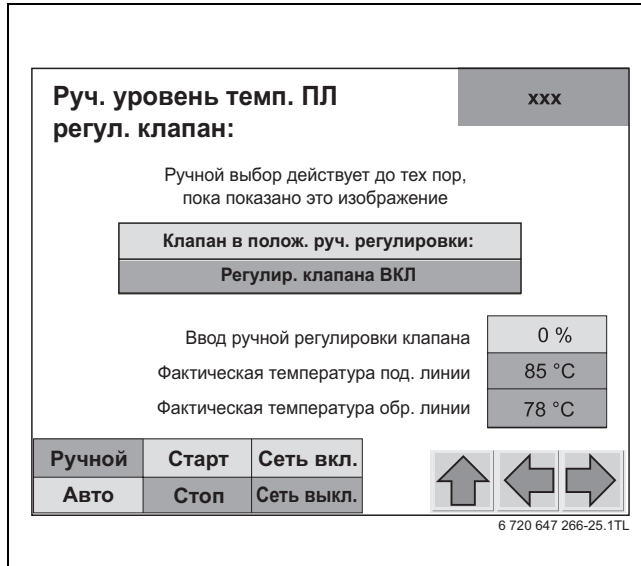 Руч. уровень темп. ПЛ
регул. клапан:
xxx
Ручной выбор действует до тех пор,
пока показано это изображение
Клапан в полож. руч. регулировки:
Регулир. клапана ВКЛ
Ввод ручной регулировки клапана
0 %
Фактическая температура под. линии
85 °C
Фактическая температура обр. линии
78 °C
Ручной Старт Сеть вкл.
Авто Стоп Сеть выкл.
6 720 647 266-25.1TL